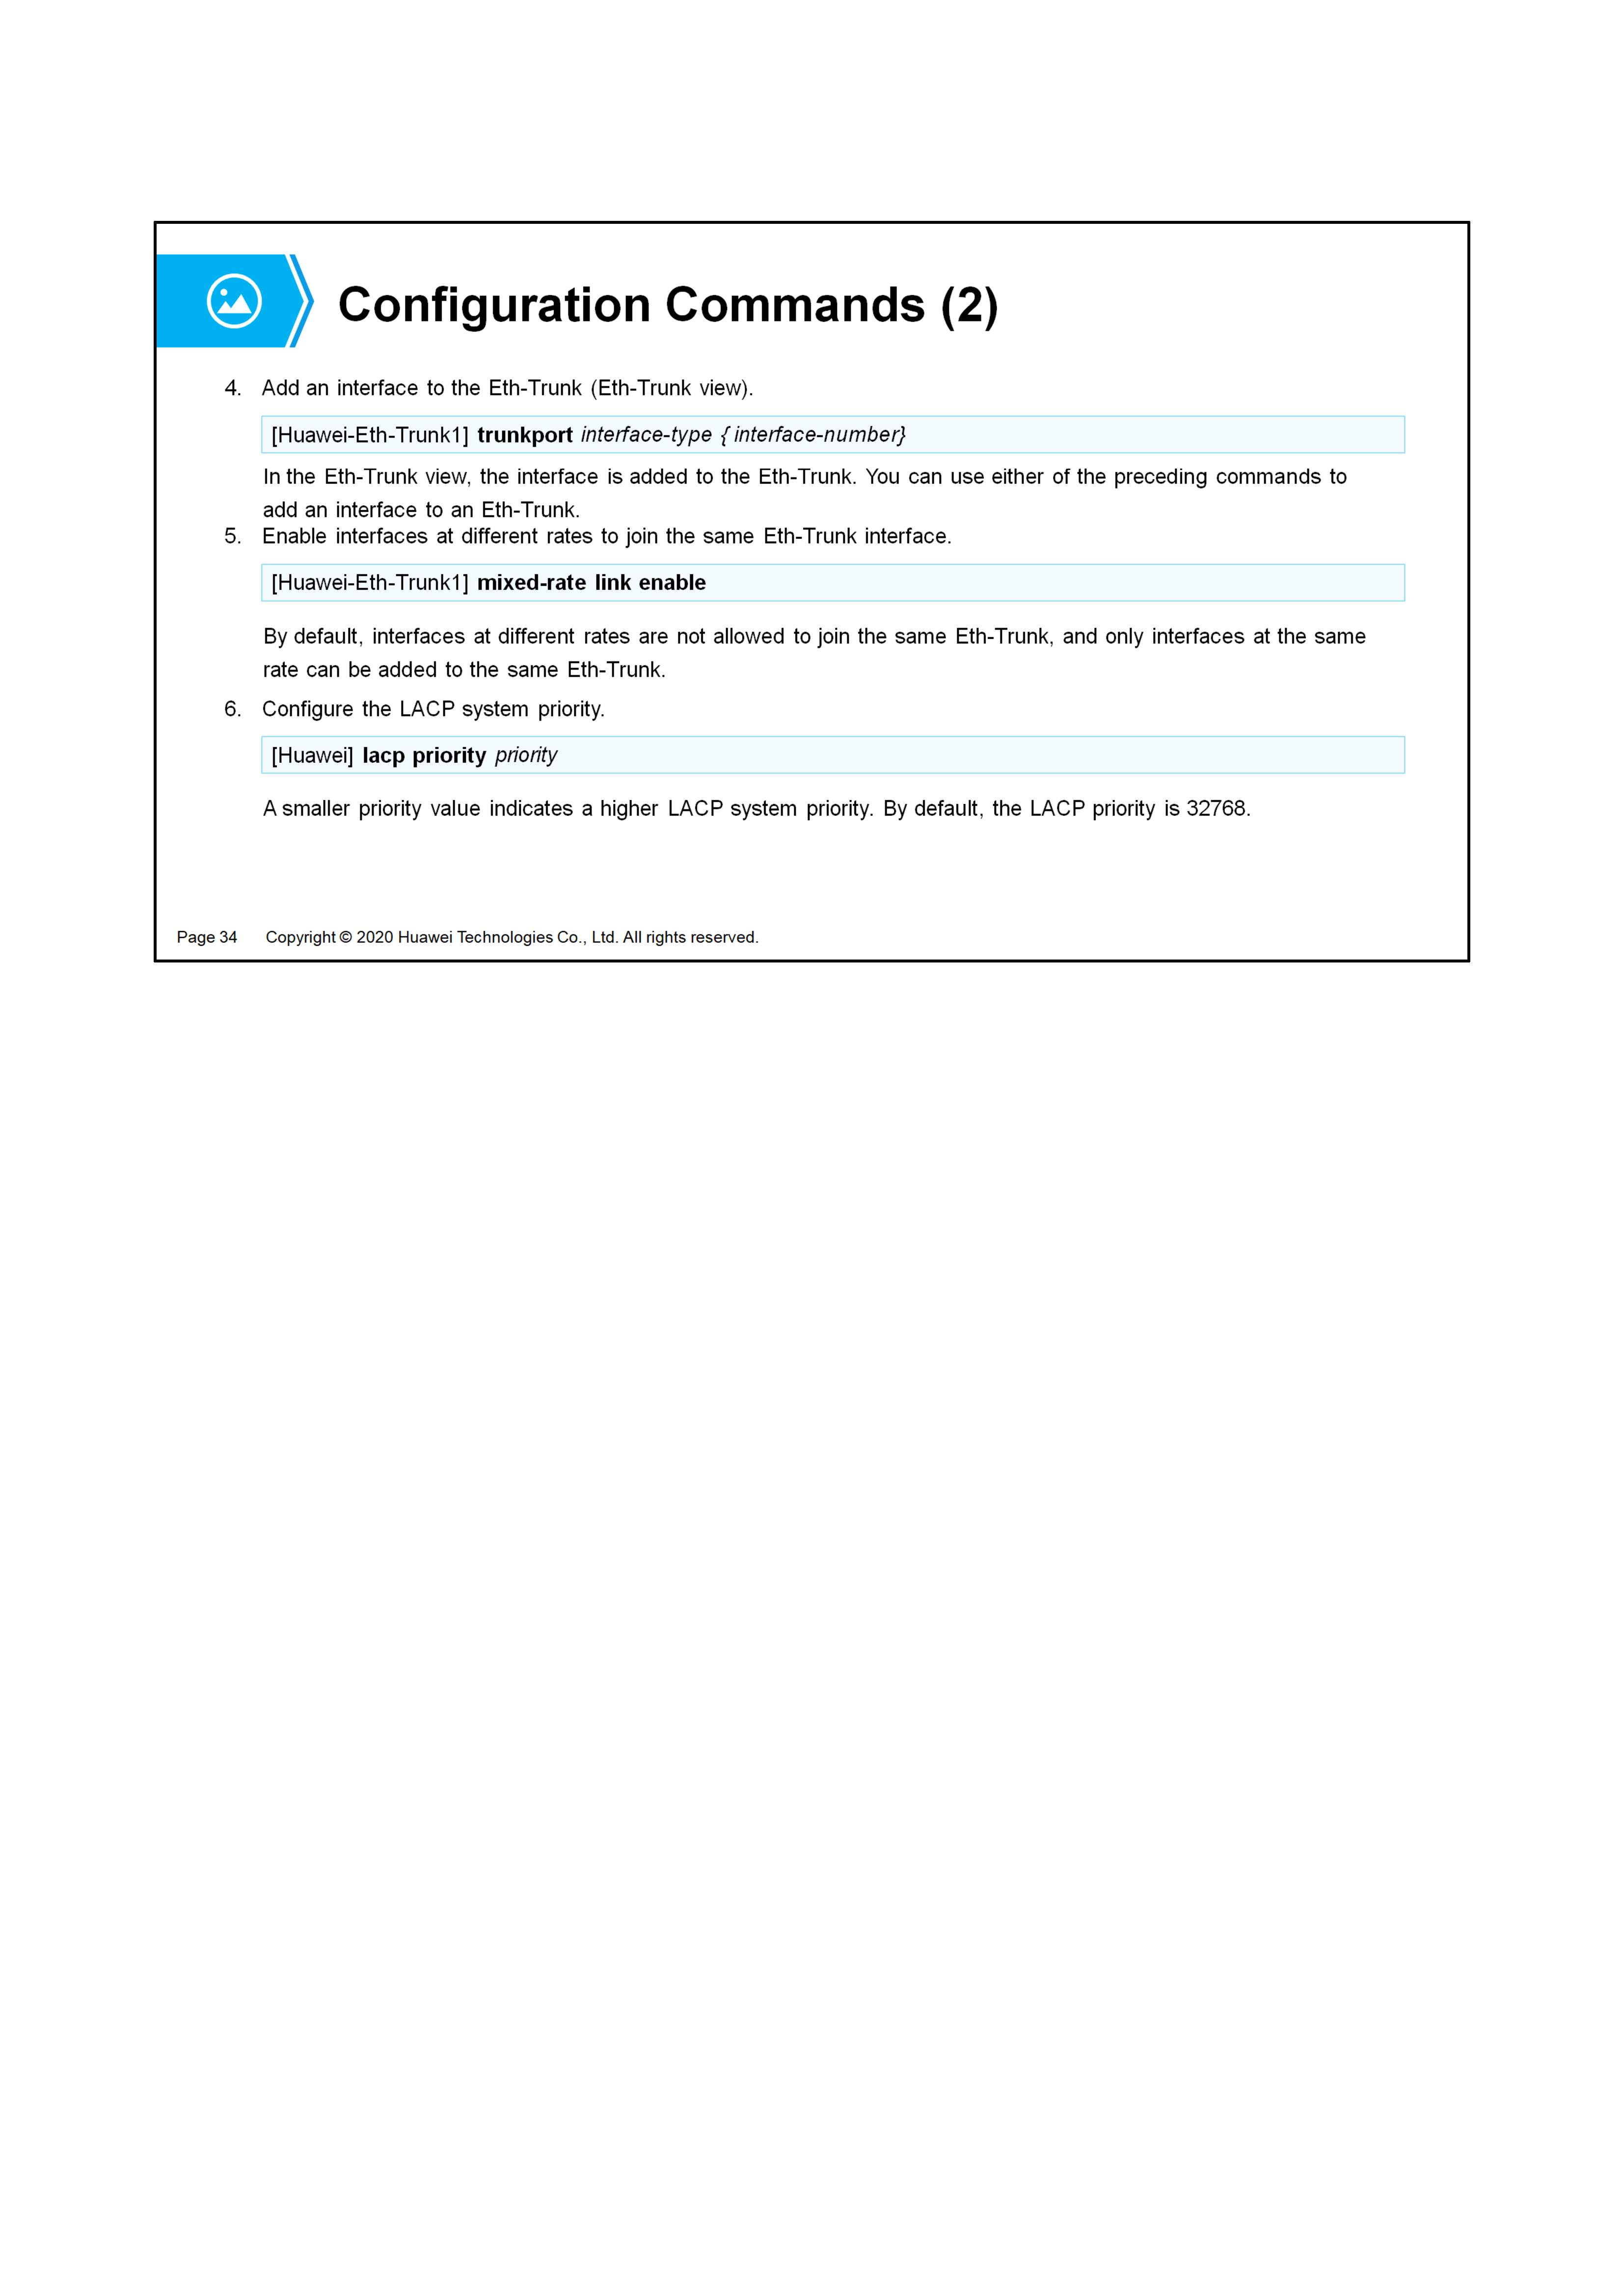 Configuration Commands (2)
4. Add an interface to the Eth-Trunk (Eth-Trunk view).
[Huawei-Eth-Trunk1] trunkport interface-type { interface-number}
In the Eth-Trunk view, the interface is added to the Eth-Trunk. You can use either of the preceding commands to
add an interface to an Eth-Trunk.
5. Enable interfaces at different rates to join the same Eth-Trunk interface.
[Huawei-Eth-Trunk1] mixed-rate link enable
By default, interfaces at different rates are not allowed to join the same Eth-Trunk, and only interfaces at the same
rate can be added to the same Eth-Trunk.
6. Configure the LACP system priority.
[Huawei] lacp priority priority
A smaller priority value indicates a higher LACP system priority. By default, the LACP priority is 32768.
Page 34 Copyright © 2020 Huawei Technologies Co., Ltd. All rights reserved.